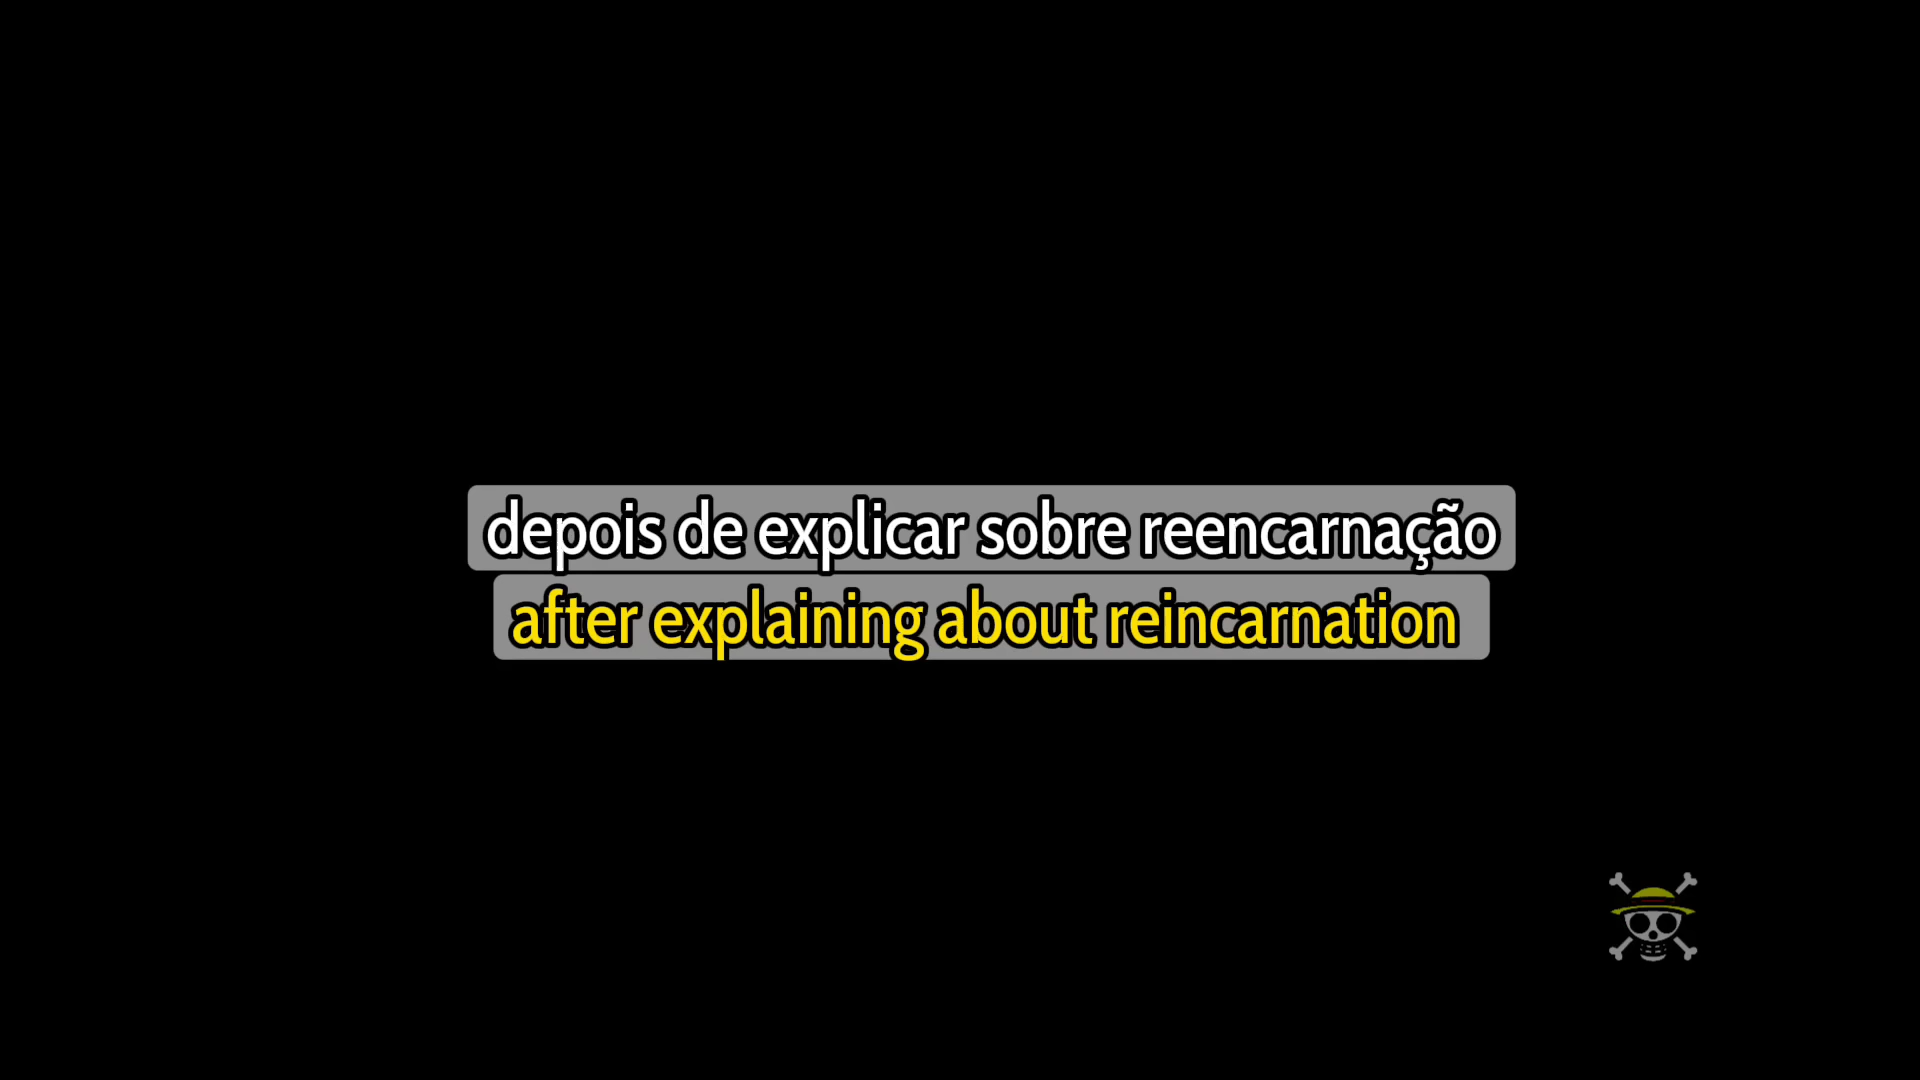 depois de explicar sobre reencarnação
after explaining about reincarnation